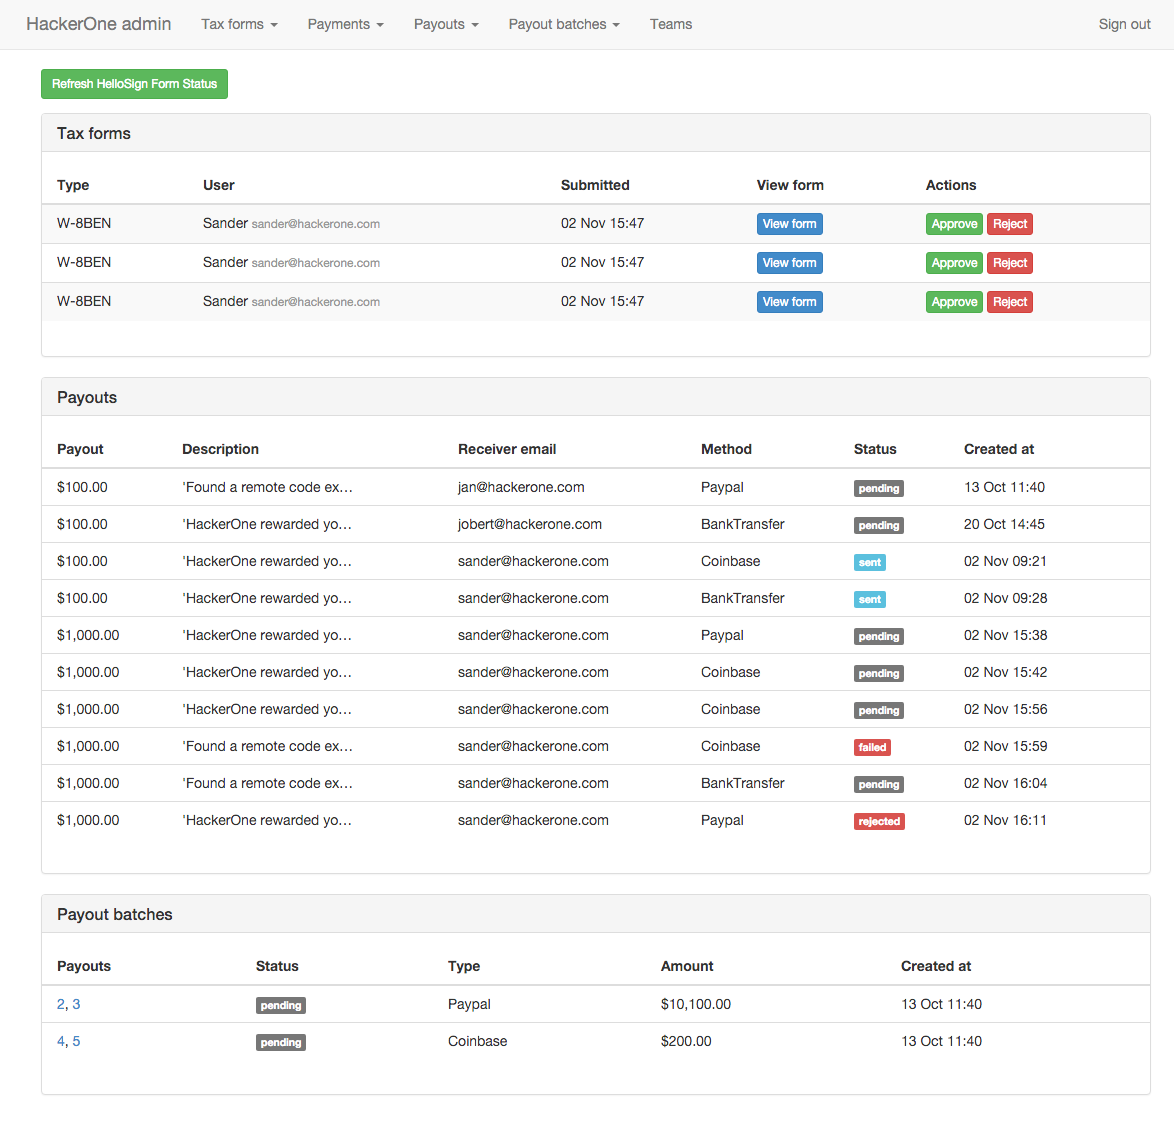 HackerOne admin Tax forms Payments Payouts Payout batches Teams Sign out
Refresh HelloSign Form Status
Tax forms
Type User Submitted View form Actions
W-8BEN Sander sander@hackerone.com 02 Nov 15:47 View form Approve Reject
W-8BEN Sander sander@hackerone.com 02 Nov 15:47 View form Approve Reject
W-8BEN Sander sander@hackerone.com 02 Nov 15:47 View form Approve Reject
Payouts
Payout Description Receiver email Method Status Created at
$100.00 'Found a remote code ex... jan@hackerone.com Paypal pending 13 Oct 11:40
$100.00 'HackerOne rewarded yo... jobert@hackerone.com BankTransfer pending 20 Oct 14:45
$100.00 'HackerOne rewarded yo... sander@hackerone.com Coinbase sent 02 Nov 09:21
$100.00 'HackerOne rewarded yo... sander@hackerone.com BankTransfer sent 02 Nov 09:28
$1,000.00 'HackerOne rewarded yo... sander@hackerone.com Paypal pending 02 Nov 15:38
$1,000.00 'HackerOne rewarded yo... sander@hackerone.com Coinbase pending 02 Nov 15:42
$1,000.00 'HackerOne rewarded yo... sander@hackerone.com Coinbase pending 02 Nov 15:56
$1,000.00 'Found a remote code ex... sander@hackerone.com Coinbase failed 02 Nov 15:59
$1,000.00 'Found a remote code ex... sander@hackerone.com BankTransfer pending 02 Nov 16:04
$1,000.00 'HackerOne rewarded yo... sander@hackerone.com Paypal rejected 02 Nov 16:11
Payout batches
Payouts Status Type Amount Created at
2, 3 pending Paypal $10,100.00 13 Oct 11:40
4, 5 pending Coinbase $200.00 13 Oct 11:40